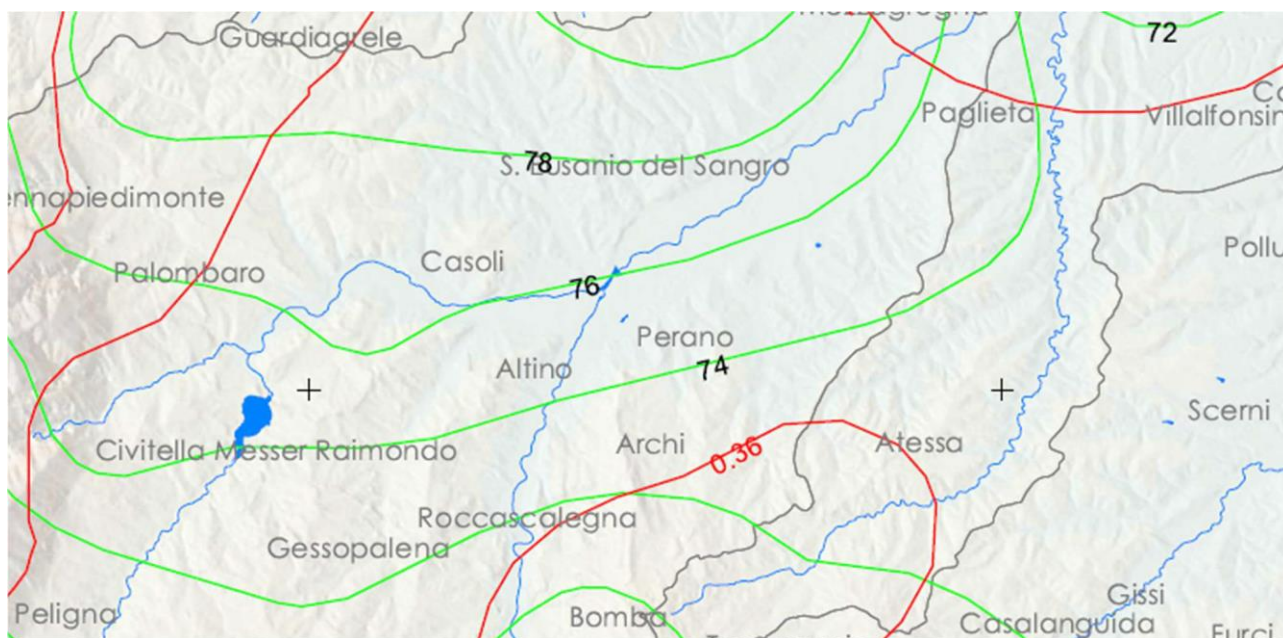 72
Guardiagrele
Paglieta
78
S. Eusanio del Sangro
ennapiedimonte
Casoli
Pollu
Palombaro
76
Perano
74
Altino
Scerni
Civitella Messer Raimondo
Archi
0.36
Atessa
Roccascalegna
Gessopalena
Gissi
Peligna
Bomba
Casalanguida